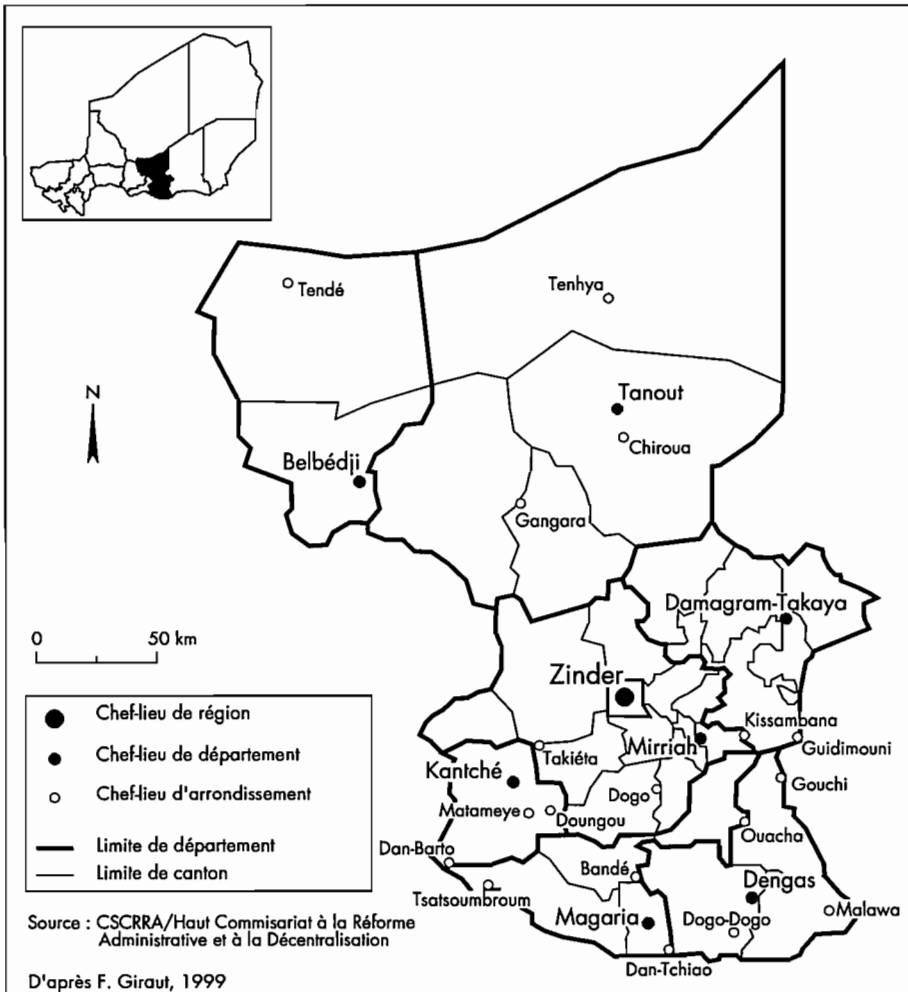 Tendé
Tenhya
N
Tanout
Chiroua
Belbédji
Gangara
Damagram-Takaya
0 50 km
Zinder
Chef-lieu de région
Chef-lieu de département
Chef-lieu d'arrondissement
Limite de département
Limite de canton
Kissambana
Mirriah
Guidimouni
Takiéta
Kantché
Gouchi
Dogo
Matameye
Doungou
Ouacha
Dan-Barto
Bandé
Dengas
Tsatsoumbroum
Malawa
Magaria
Dogo-Dogo
Dan-Tchiao
Source : CSCRRA/Haut Commisariat à la Réforme
Administrative et à la Décentralisation
D'après F. Giraut, 1999